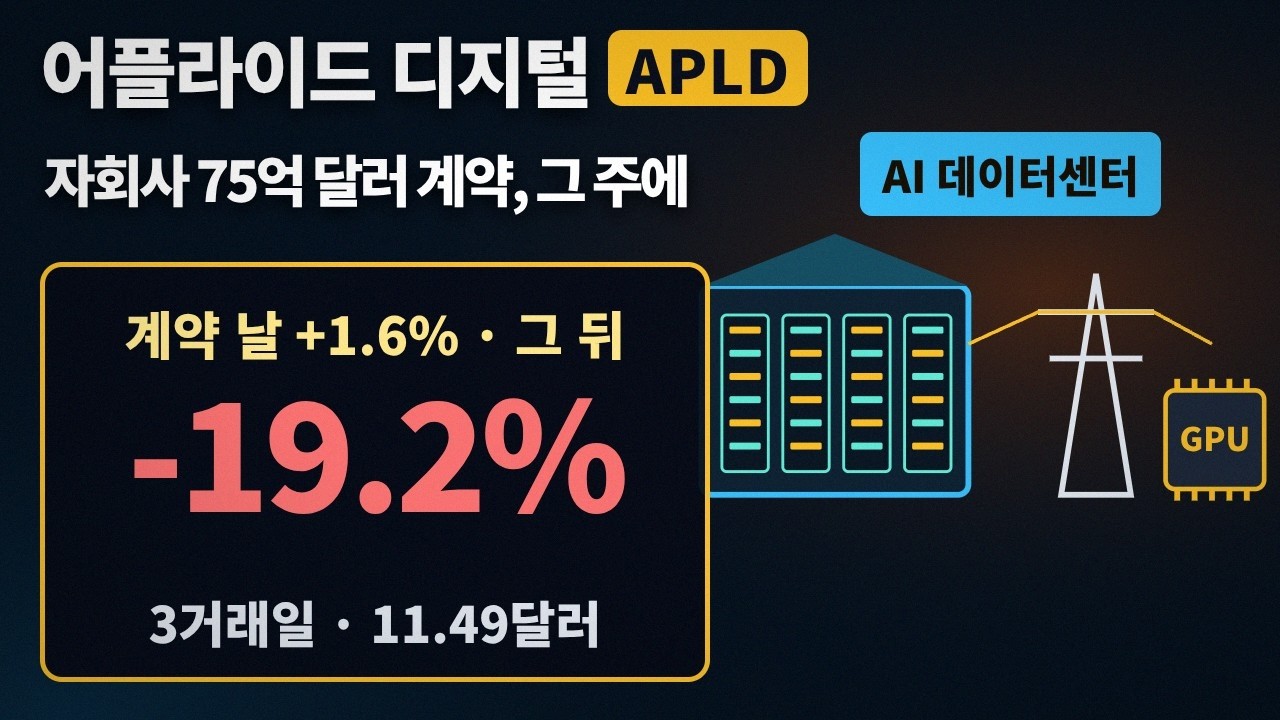 어플라이드 디지털 APLD
자회사 75억 달러 계약, 그 주에
AI 데이터센터
계약 날 +1.6% · 그 뒤
-19.2%
3거래일 · 11.49달러
GPU